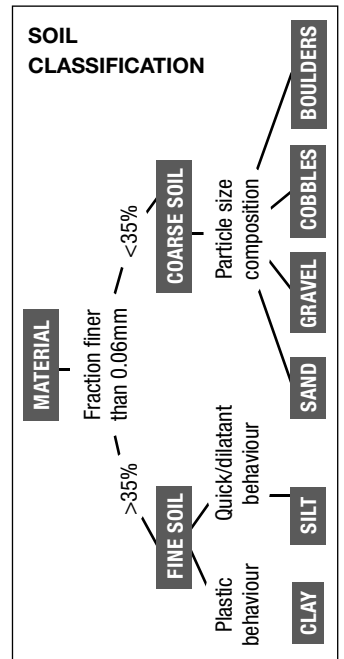 SOIL
CLASSIFICATION
MATERIAL
Fraction finer
than 0.06mm
>35%
<35%
FINE SOIL
COARSE SOIL
Plastic
behaviour
Quick/dilatant
behaviour
Particle size
composition
CLAY
SILT
SAND
GRAVEL
COBBLES
BOULDERS